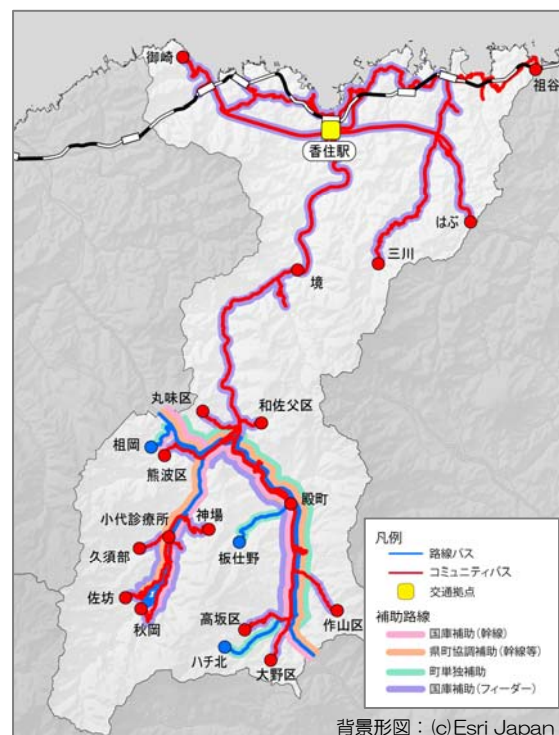 御崎
祖谷
香住駅
はぶ
三川
境
丸味区
和佐父区
柤岡
熊波区
小代診療所
神場
殿町
板仕野
久須部
佐坊
秋岡
高坂区
作山区
ハチ北
大野区
凡例
路線バス
コミュニティバス
交通拠点
補助路線
国庫補助(幹線)
県町協調補助(幹線等)
町単独補助
国庫補助(フィーダー)
背景形図：(c)Esri Japan